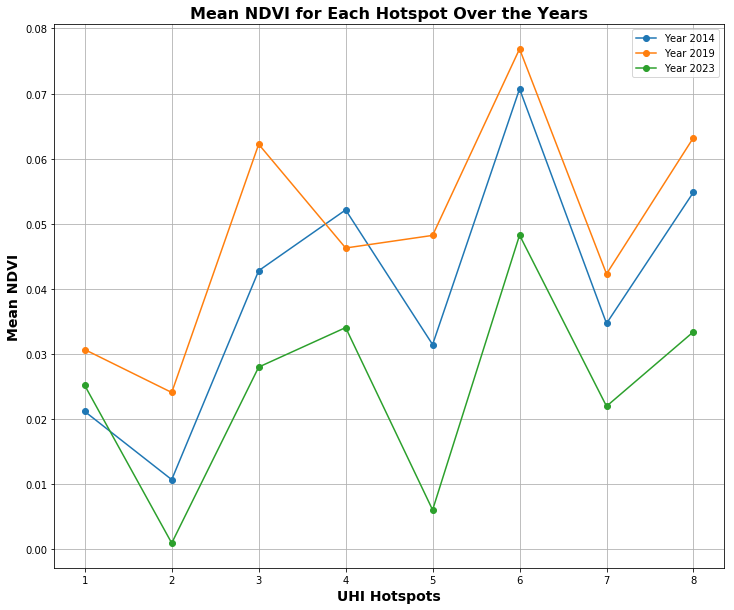 Mean NDVI for Each Hotspot Over the Years
Year 2014
Year 2019
Year 2023
0.08
0.07
0.06
0.05
0.04
0.03
0.02
0.01
0.00
Mean NDVI
1 2 3 4 5 6 7 8
UHI Hotspots